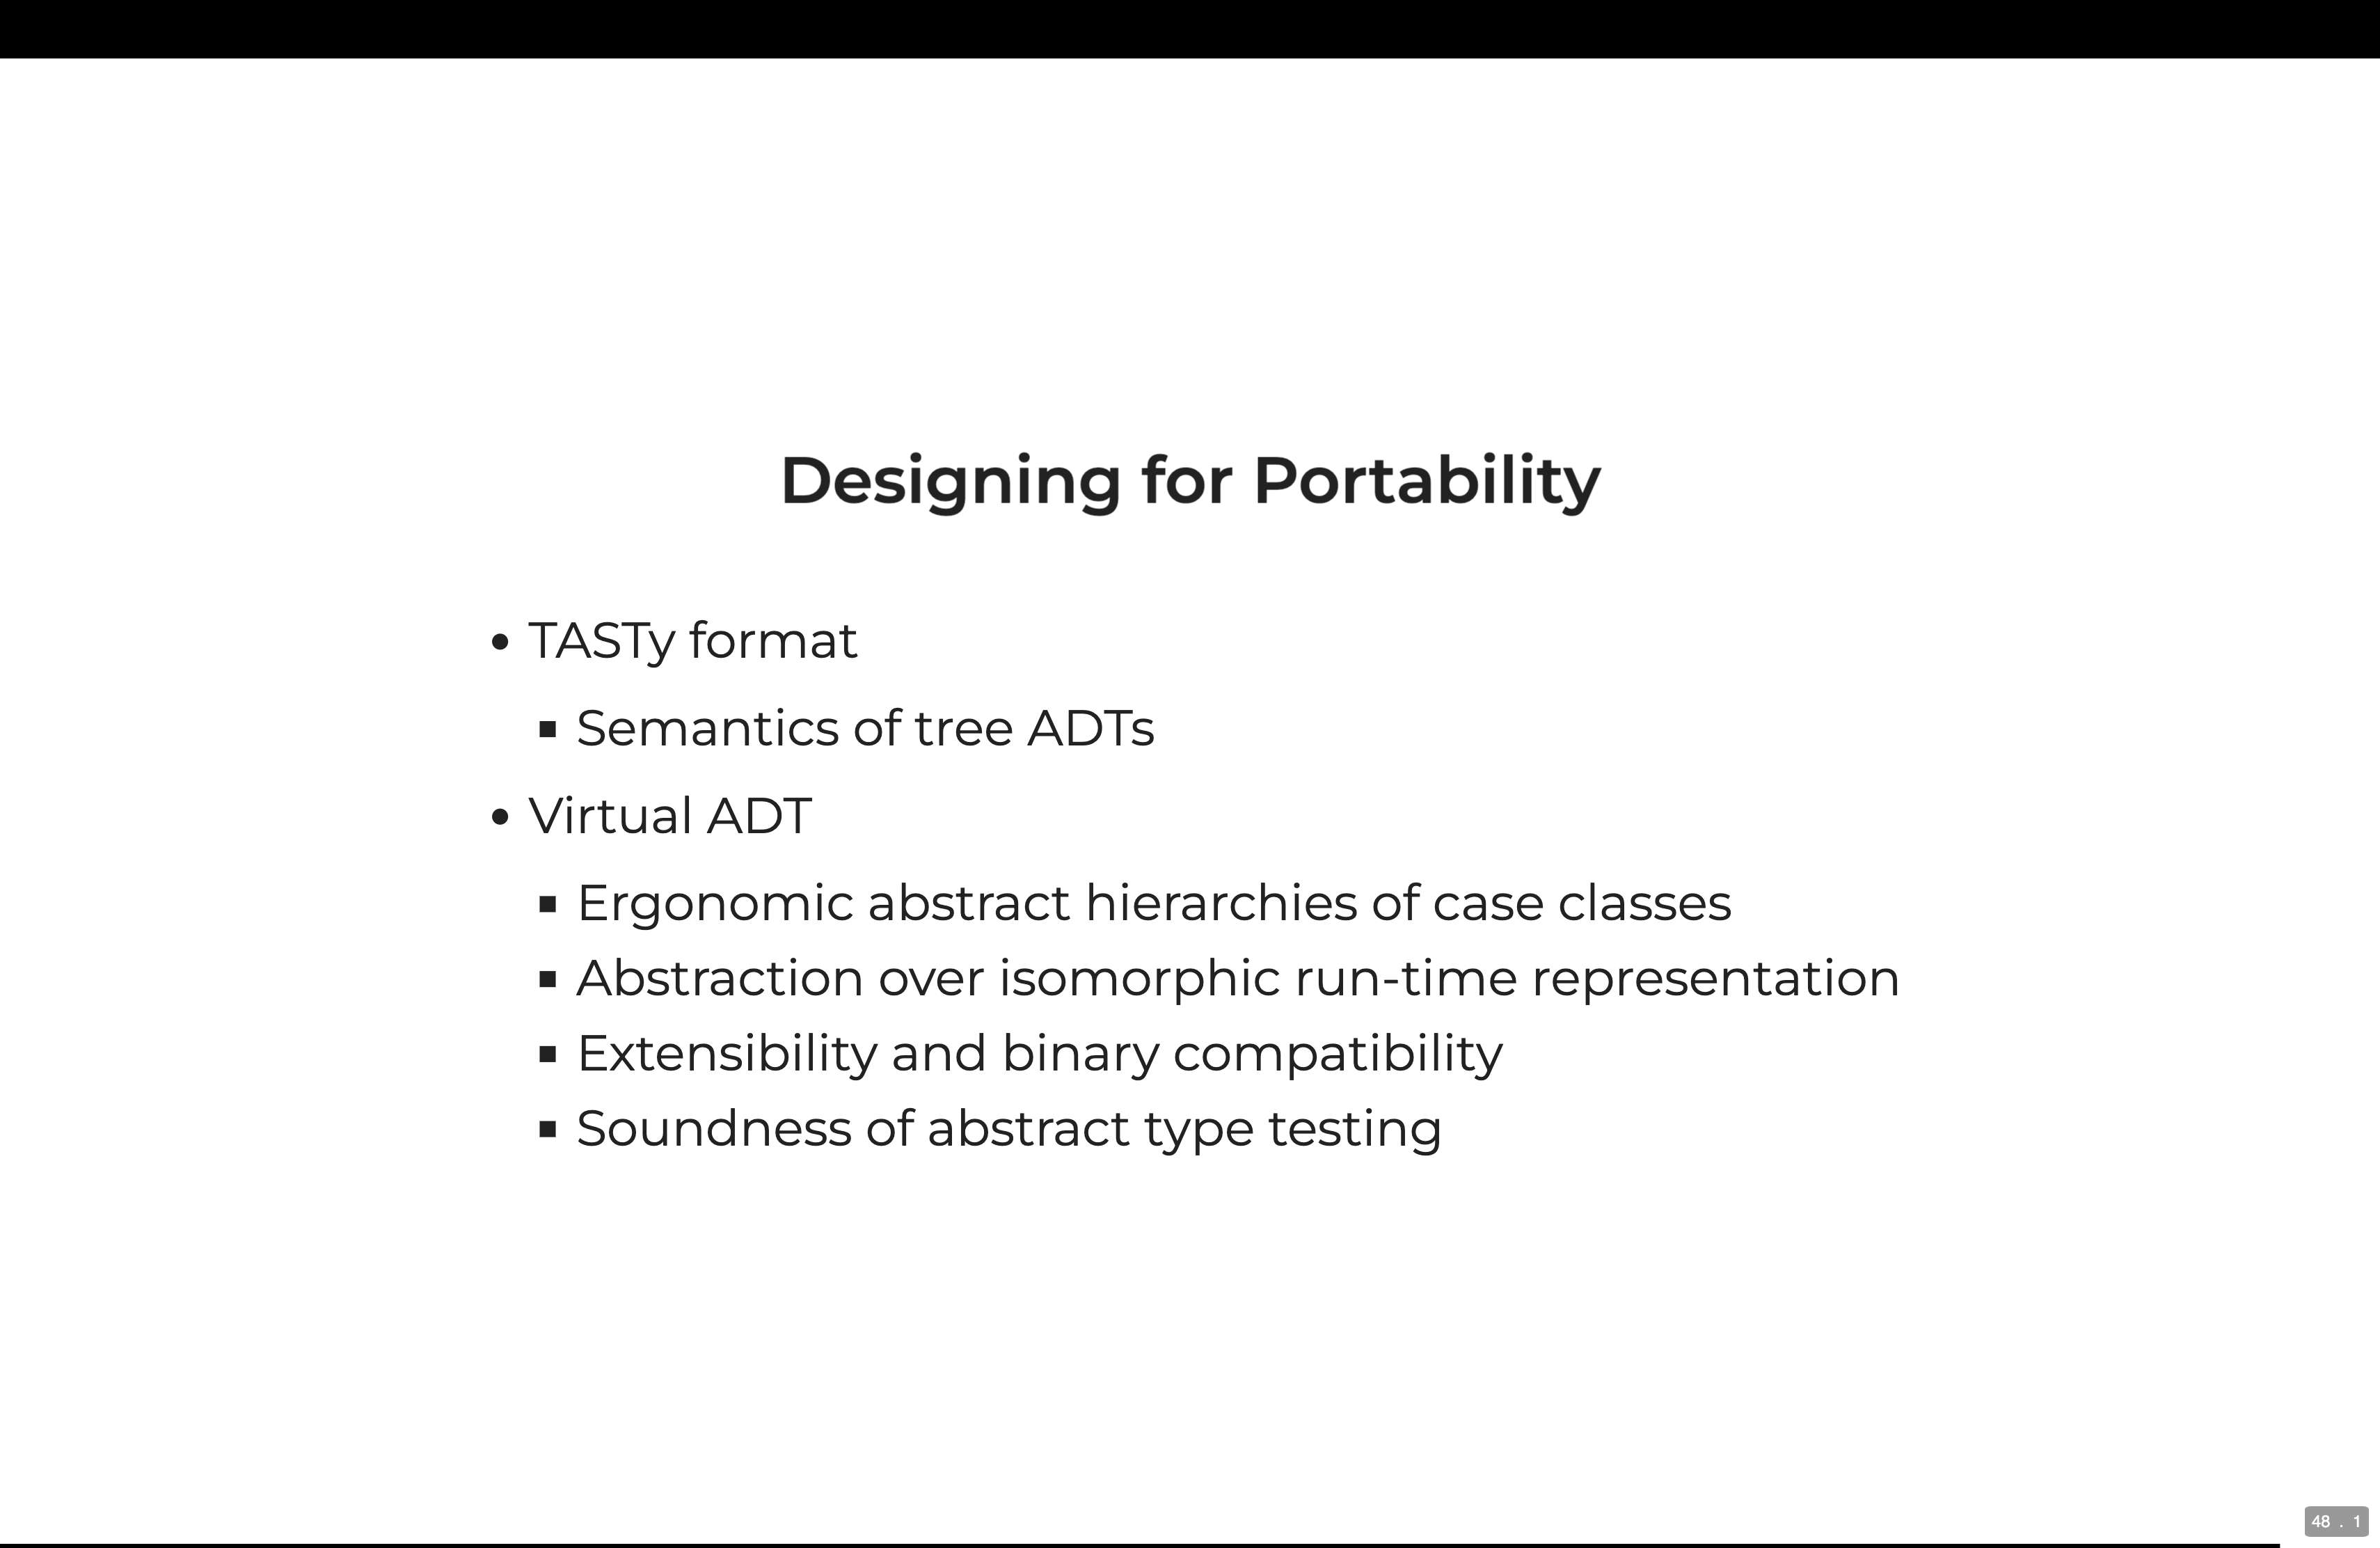 Designing for Portability
TASTy format
Semantics of tree ADTs
Virtual ADT
Ergonomic abstract hierarchies of case classes
Abstraction over isomorphic run-time representation
Extensibility and binary compatibility
Soundness of abstract type testing
48 . 1